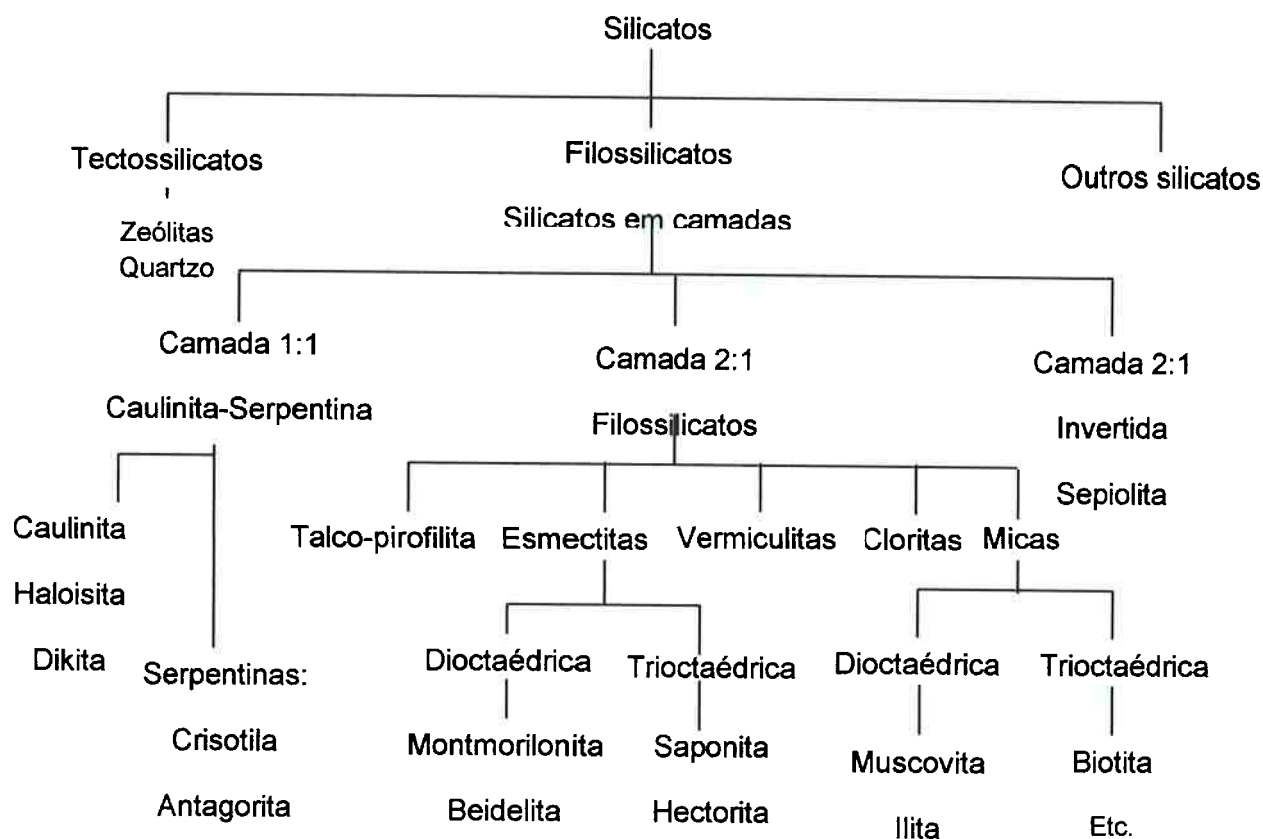 Silicatos
Tectossilicatos
Filossilicatos
Outros silicatos
Zeólitas
Quartzo
Silicatos em camadas
Camada 1:1
Caulinita-Serpentina
Camada 2:1
Filossilicatos
Camada 2:1
Invertida
Sepiolita
Caulinita
Haloisita
Dikita
Serpentinas:
Crisotila
Antagorita
Talco-pirofilita
Esmectitas
Vermiculitas
Cloritas
Micas
Dioctaédrica
Montmorilonita
Beidelita
Trioctaédrica
Saponita
Hectorita
Dioctaédrica
Muscovita
Ilita
Trioctaédrica
Biotita
Etc.